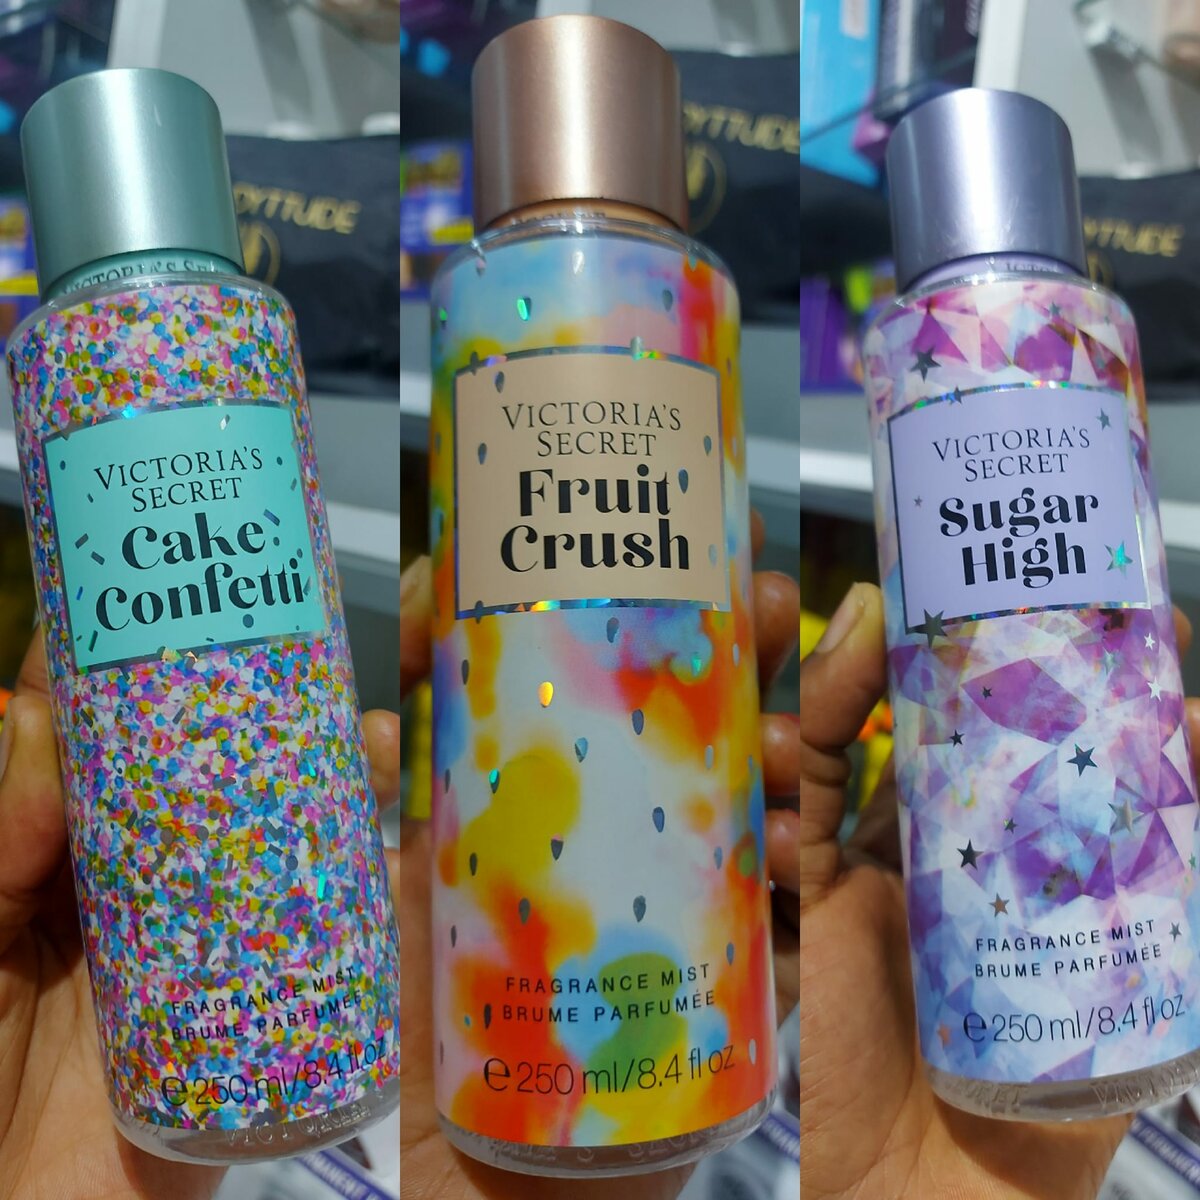 VICTORIA'S
SECRET
Cake
Confetti
FRAGRANCE MIST
BRUME PARFUMÉE
℮ 250 ml/8.4 fl oz
VICTORIA'S
SECRET
Fruit
Crush
FRAGRANCE MIST
BRUME PARFUMÉE
℮ 250 ml/8.4 fl oz
VICTORIA'S
SECRET
Sugar
High
FRAGRANCE MIST
BRUME PARFUMÉE
℮ 250 ml/8.4 fl oz